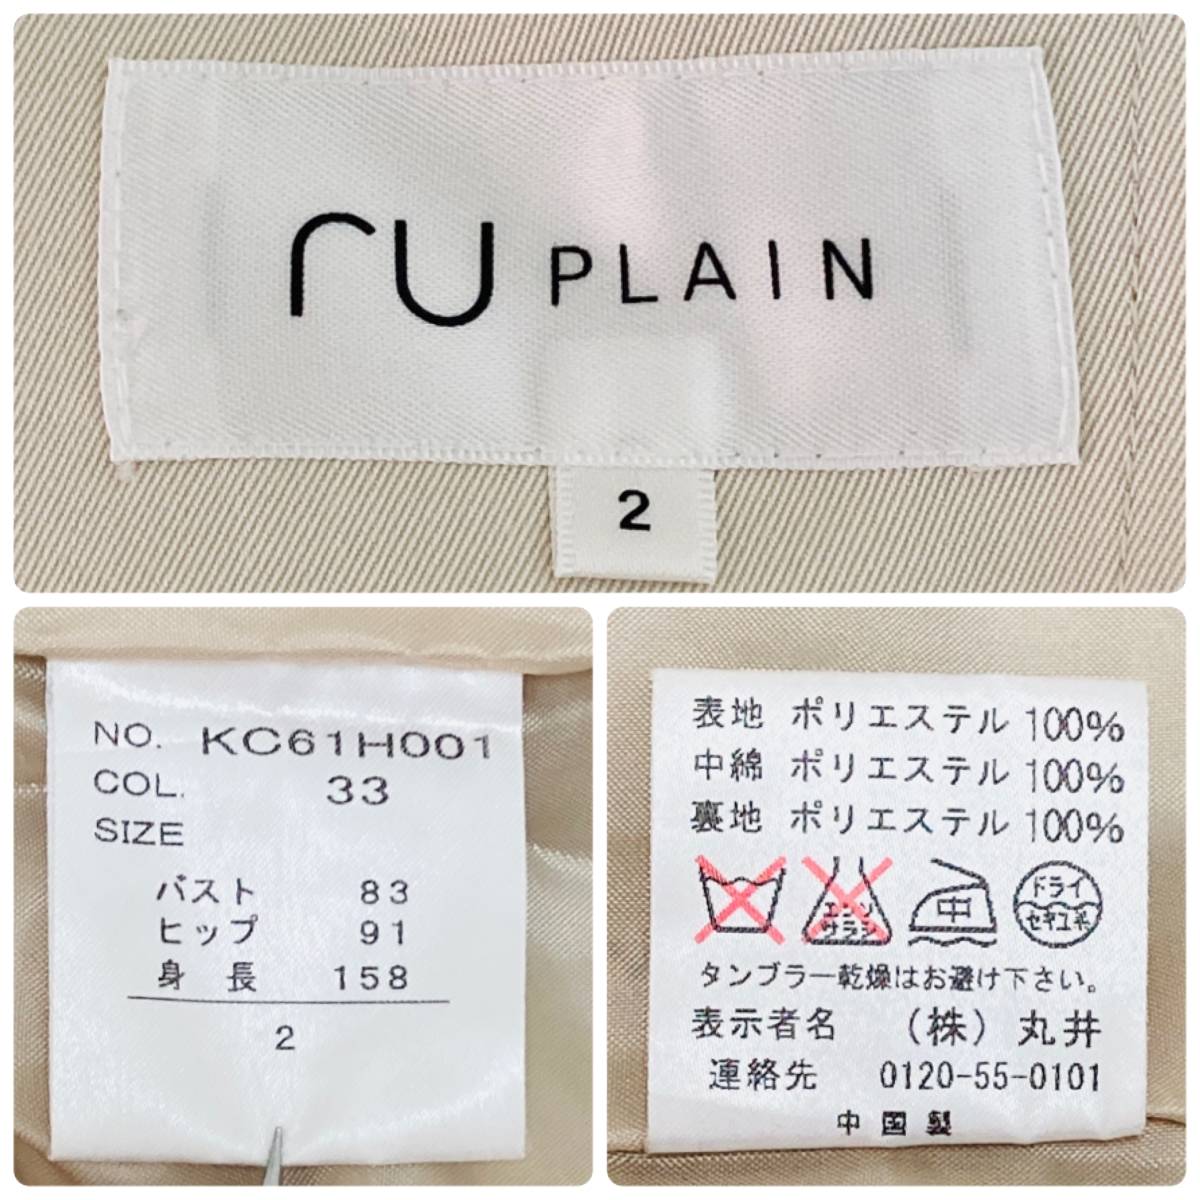 ru PLAIN
2
NO. KC61H001
COL. 33
SIZE
バスト 83
ヒップ 91
身長 158
2
表地 ポリエステル 100%
中綿 ポリエステル 100%
裏地 ポリエステル 100%
エンソ サラシ 中 ドライ セキユ系
タンブラー乾燥はお避け下さい。
表示者名 (株)丸井
連絡先 0120-55-0101
中国製